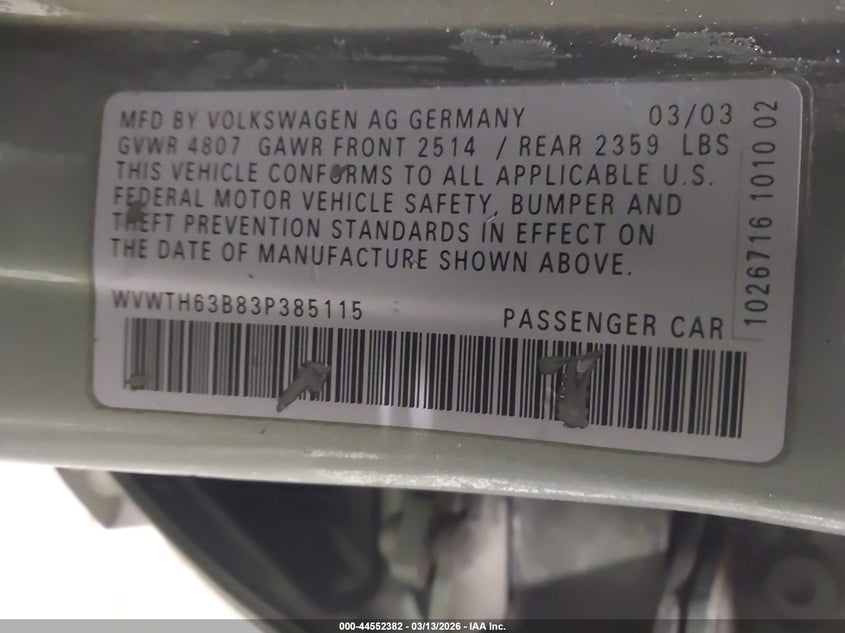 MFD BY VOLKSWAGEN AG GERMANY 03/03
GVWR 4807 GAWR FRONT 2514 / REAR 2359 LBS
THIS VEHICLE CONFORMS TO ALL APPLICABLE U.S.
FEDERAL MOTOR VEHICLE SAFETY, BUMPER AND
THEFT PREVENTION STANDARDS IN EFFECT ON
THE DATE OF MANUFACTURE SHOWN ABOVE.
WVWTH63B83P385115 PASSENGER CAR
1026716 1010 02
000-44552382 - 03/13/2026 - IAA Inc.